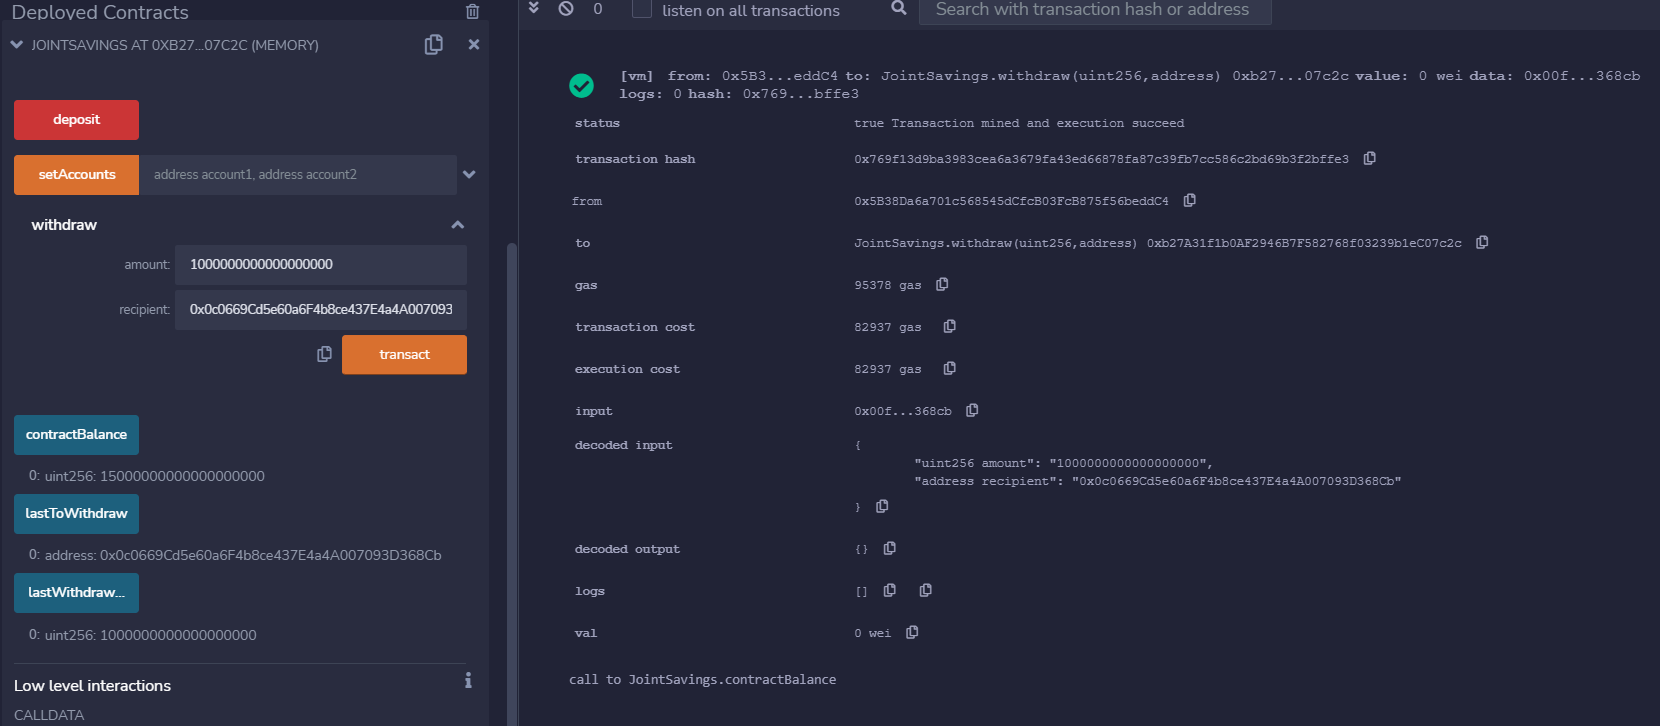 Deployed Contracts
JOINTSAVINGS AT 0XB27...07C2C (MEMORY)
deposit
setAccounts
address account1, address account2
withdraw
amount:
1000000000000000000
recipient:
0x0c0669Cd5e60a6F4b8ce437E4a4A007093
transact
contractBalance
0: uint256: 15000000000000000000
lastToWithdraw
0: address: 0x0c0669Cd5e60a6F4b8ce437E4a4A007093D368Cb
lastWithdraw...
0: uint256: 1000000000000000000
Low level interactions
CALLDATA
0
listen on all transactions
Search with transaction hash or address
[vm] from: 0x5B3...eddC4 to: JointSavings.withdraw(uint256,address) 0xb27...07c2c value: 0 wei data: 0x00f...368cb
logs: 0 hash: 0x769...bffe3
status true Transaction mined and execution succeed
transaction hash 0x769f13d9ba3983cea6a3679fa43ed66878fa87c39fb7cc586c2bd69b3f2bffe3
from 0x5B38Da6a701c568545dCfcB03FcB875f56beddC4
to JointSavings.withdraw(uint256,address) 0xb27A31f1b0AF2946B7F582768f03239b1eC07c2c
gas 95378 gas
transaction cost 82937 gas
execution cost 82937 gas
input 0x00f...368cb
decoded input {
"uint256 amount": "1000000000000000000",
"address recipient": "0x0c0669Cd5e60a6F4b8ce437E4a4A007093D368Cb"
}
decoded output {}
logs []
val 0 wei
call to JointSavings.contractBalance